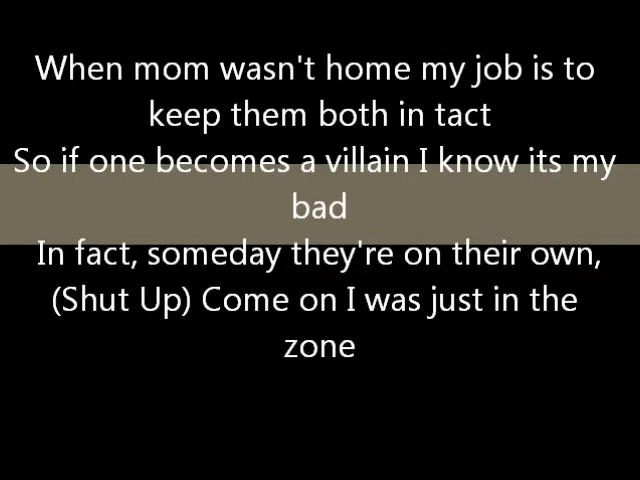 When mom wasn't home my job is to
keep them both in tact
So if one becomes a villain I know its my
bad
In fact, someday they're on their own,
(Shut Up) Come on I was just in the
zone